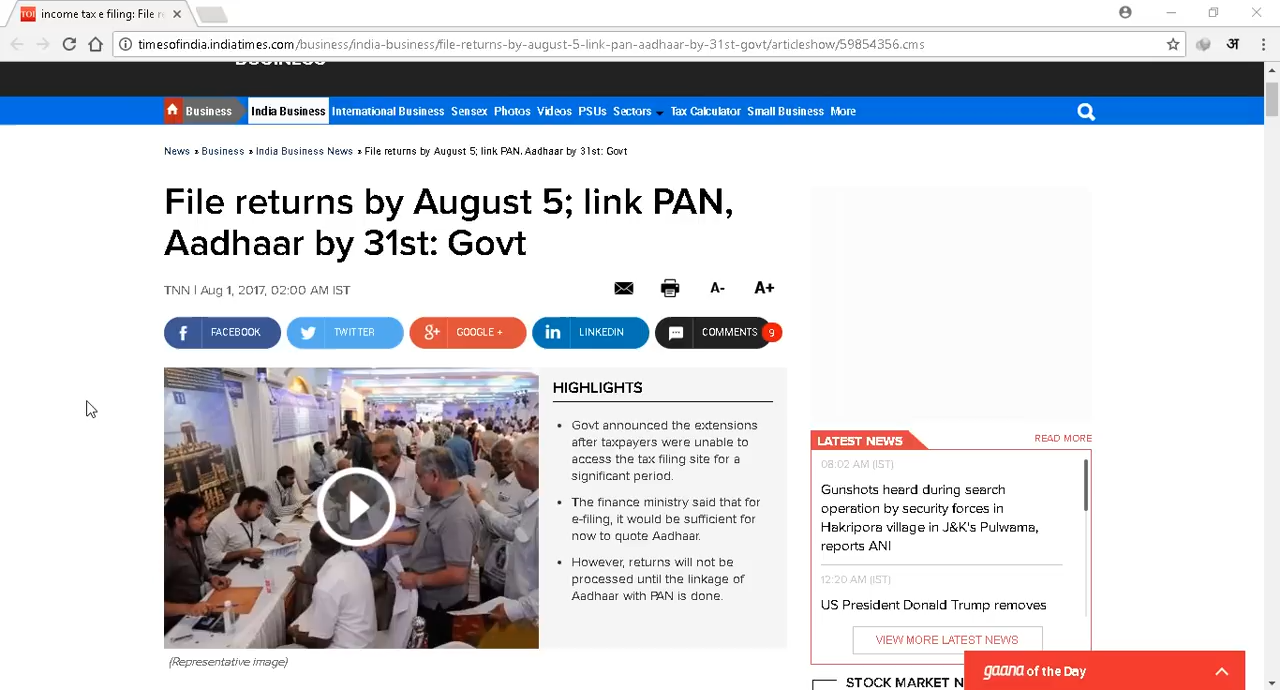 TOI income tax e filing: File r
timesofindia.indiatimes.com/business/india-business/file-returns-by-august-5-link-pan-aadhaar-by-31st-govt/articleshow/59854356.cms
अ
BUSINESS
Business India Business International Business Sensex Photos Videos PSUs Sectors Tax Calculator Small Business More
News » Business » India Business News » File returns by August 5; link PAN, Aadhaar by 31st: Govt
File returns by August 5; link PAN,
Aadhaar by 31st: Govt
TNN | Aug 1, 2017, 02:00 AM IST
A- A+
FACEBOOK TWITTER GOOGLE + LINKEDIN COMMENTS 9
HIGHLIGHTS
• Govt announced the extensions
after taxpayers were unable to
access the tax filing site for a
significant period.
• The finance ministry said that for
e-filing, it would be sufficient for
now to quote Aadhaar.
• However, returns will not be
processed until the linkage of
Aadhaar with PAN is done.
(Representative image)
LATEST NEWS READ MORE
08:02 AM (IST)
Gunshots heard during search
operation by security forces in
Hakripora village in J&K's Pulwama,
reports ANI
12:20 AM (IST)
US President Donald Trump removes
VIEW MORE LATEST NEWS
gaana of the Day
STOCK MARKET N